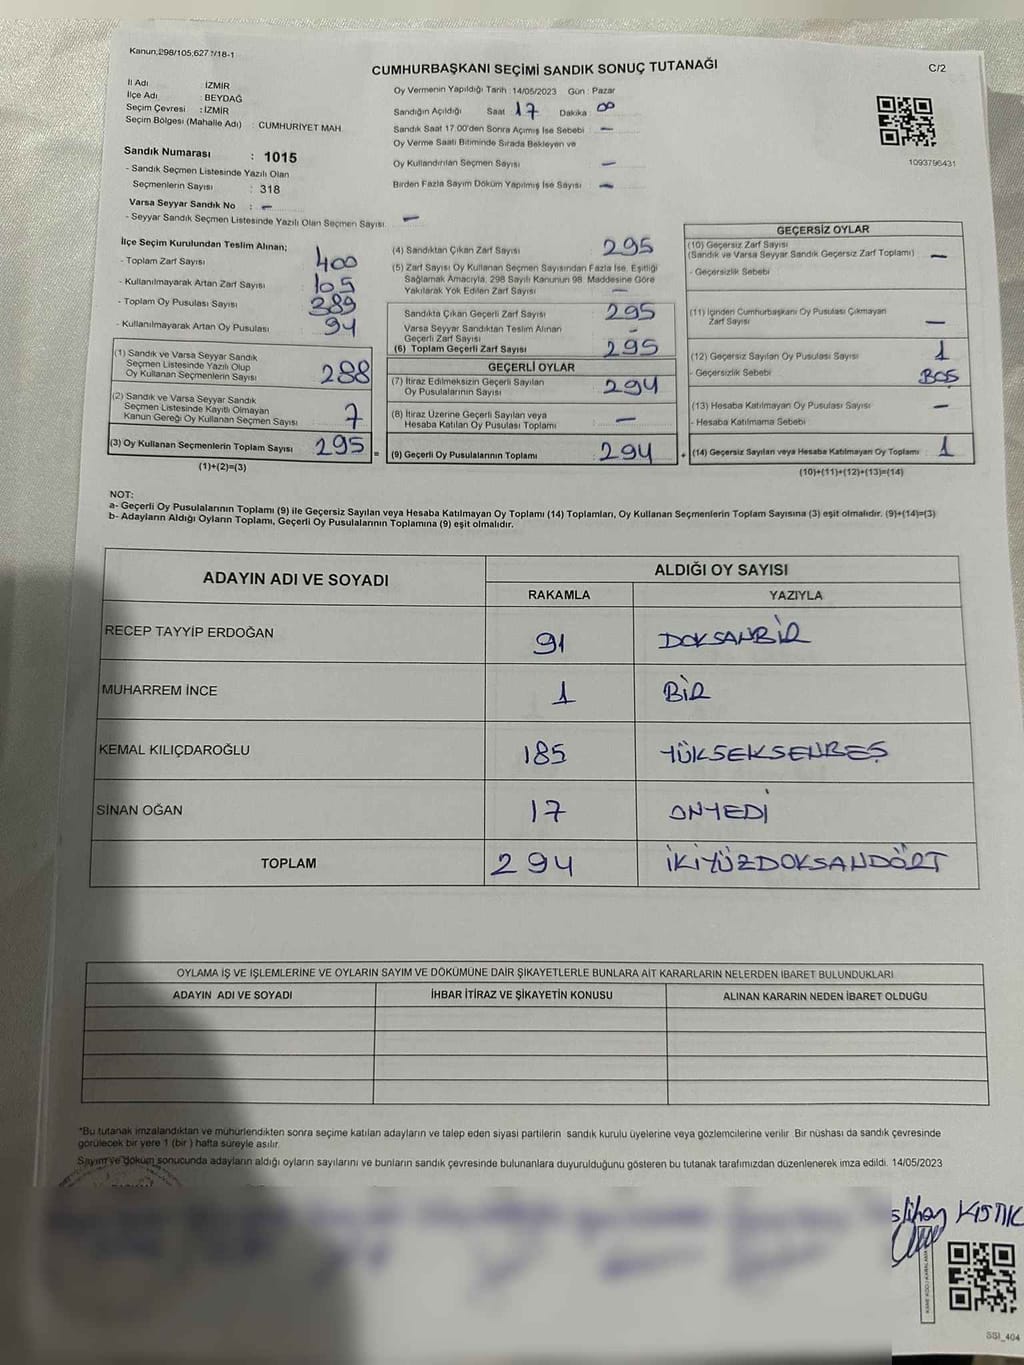 Kanun;298/105;627 ?/18-1
CUMHURBAŞKANI SEÇİMİ SANDIK SONUÇ TUTANAĞI
C/2
İl Adı İZMİR
İlçe Adı : BEYDAĞ
Seçim Çevresi : İZMİR
Seçim Bölgesi (Mahalle Adı) : CUMHURİYET MAH.
Oy Vermenin Yapıldığı Tarih : 14/05/2023 Gün : Pazar
Sandığın Açıldığı Saat 17 Dakika 00
Sandık Saat 17.00'den Sonra Açılmış İse Sebebi –
Oy Verme Saati Bitiminde Sırada Bekleyen ve
Oy Kullandırılan Seçmen Sayısı –
Birden Fazla Sayım Döküm Yapılmış İse Sayısı –
1093796431
Sandık Numarası : 1015
- Sandık Seçmen Listesinde Yazılı Olan
Seçmenlerin Sayısı : 318
Varsa Seyyar Sandık No : –
- Seyyar Sandık Seçmen Listesinde Yazılı Olan Seçmen Sayısı –
İlçe Seçim Kurulundan Teslim Alınan;
- Toplam Zarf Sayısı 400
- Kullanılmayarak Artan Zarf Sayısı 105
- Toplam Oy Pusulası Sayısı 389
- Kullanılmayarak Artan Oy Pusulası 94
(1) Sandık ve Varsa Seyyar Sandık
Seçmen Listesinde Yazılı Olup
Oy Kullanan Seçmenlerin Sayısı 288
(2) Sandık ve Varsa Seyyar Sandık
Seçmen Listesinde Kayıtlı Olmayan
Kanun Gereği Oy Kullanan Seçmen Sayısı 7
(3) Oy Kullanan Seçmenlerin Toplam Sayısı 295 =
(1)+(2)=(3)
(4) Sandıktan Çıkan Zarf Sayısı 295
(5) Zarf Sayısı Oy Kullanan Seçmen Sayısından Fazla İse, Eşitliği
Sağlamak Amacıyla, 298 Sayılı Kanunun 98. Maddesine Göre
Yakılarak Yok Edilen Zarf Sayısı –
Sandıkta Çıkan Geçerli Zarf Sayısı 295
Varsa Seyyar Sandıktan Teslim Alınan
Geçerli Zarf Sayısı –
(6) Toplam Geçerli Zarf Sayısı 295
GEÇERLİ OYLAR
(7) İtiraz Edilmeksizin Geçerli Sayılan
Oy Pusulalarının Sayısı 294
(8) İtiraz Üzerine Geçerli Sayılan veya
Hesaba Katılan Oy Pusulası Toplamı –
(9) Geçerli Oy Pusulalarının Toplamı 294 +
GEÇERSİZ OYLAR
(10) Geçersiz Zarf Sayısı
(Sandık ve Varsa Seyyar Sandık Geçersiz Zarf Toplamı) –
- Geçersizlik Sebebi
(11) İçinden Cumhurbaşkanı Oy Pusulası Çıkmayan
Zarf Sayısı –
(12) Geçersiz Sayılan Oy Pusulası Sayısı 1
- Geçersizlik Sebebi BOŞ
(13) Hesaba Katılmayan Oy Pusulası Sayısı –
- Hesaba Katılmama Sebebi
(14) Geçersiz Sayılan veya Hesaba Katılmayan Oy Toplamı 1
(10)+(11)+(12)+(13)=(14)
NOT:
a- Geçerli Oy Pusulalarının Toplamı (9) ile Geçersiz Sayılan veya Hesaba Katılmayan Oy Toplamı (14) Toplamları, Oy Kullanan Seçmenlerin Toplam Sayısına (3) eşit olmalıdır. (9)+(14)=(3)
b- Adayların Aldığı Oyların Toplamı, Geçerli Oy Pusulalarının Toplamına (9) eşit olmalıdır.
ADAYIN ADI VE SOYADI ALDIĞI OY SAYISI
RAKAMLA YAZIYLA
RECEP TAYYİP ERDOĞAN 91 DOKSANBİR
MUHARREM İNCE 1 BİR
KEMAL KILIÇDAROĞLU 185 YÜKSEKSENBEŞ
SİNAN OĞAN 17 ONYEDİ
TOPLAM 294 İKİYÜZDOKSANDÖRT
OYLAMA İŞ VE İŞLEMLERİNE VE OYLARIN SAYIM VE DÖKÜMÜNE DAİR ŞİKAYETLERLE BUNLARA AİT KARARLARIN NELERDEN İBARET BULUNDUKLARI
ADAYIN ADI VE SOYADI İHBAR İTİRAZ VE ŞİKAYETİN KONUSU ALINAN KARARIN NEDEN İBARET OLDUĞU
*Bu tutanak imzalandıktan ve mühürlendikten sonra seçime katılan adayların ve talep eden siyasi partilerin sandık kurulu üyelerine veya gözlemcilerine verilir. Bir nüshası da sandık çevresinde
görülecek bir yere 1 (bir ) hafta süreyle asılır.
Sayım ve döküm sonucunda adayların aldığı oyların sayılarını ve bunların sandık çevresinde bulunanlara duyurulduğunu gösteren bu tutanak tarafımızdan düzenlenerek imza edildi. 14/05/2023
SSİ_404